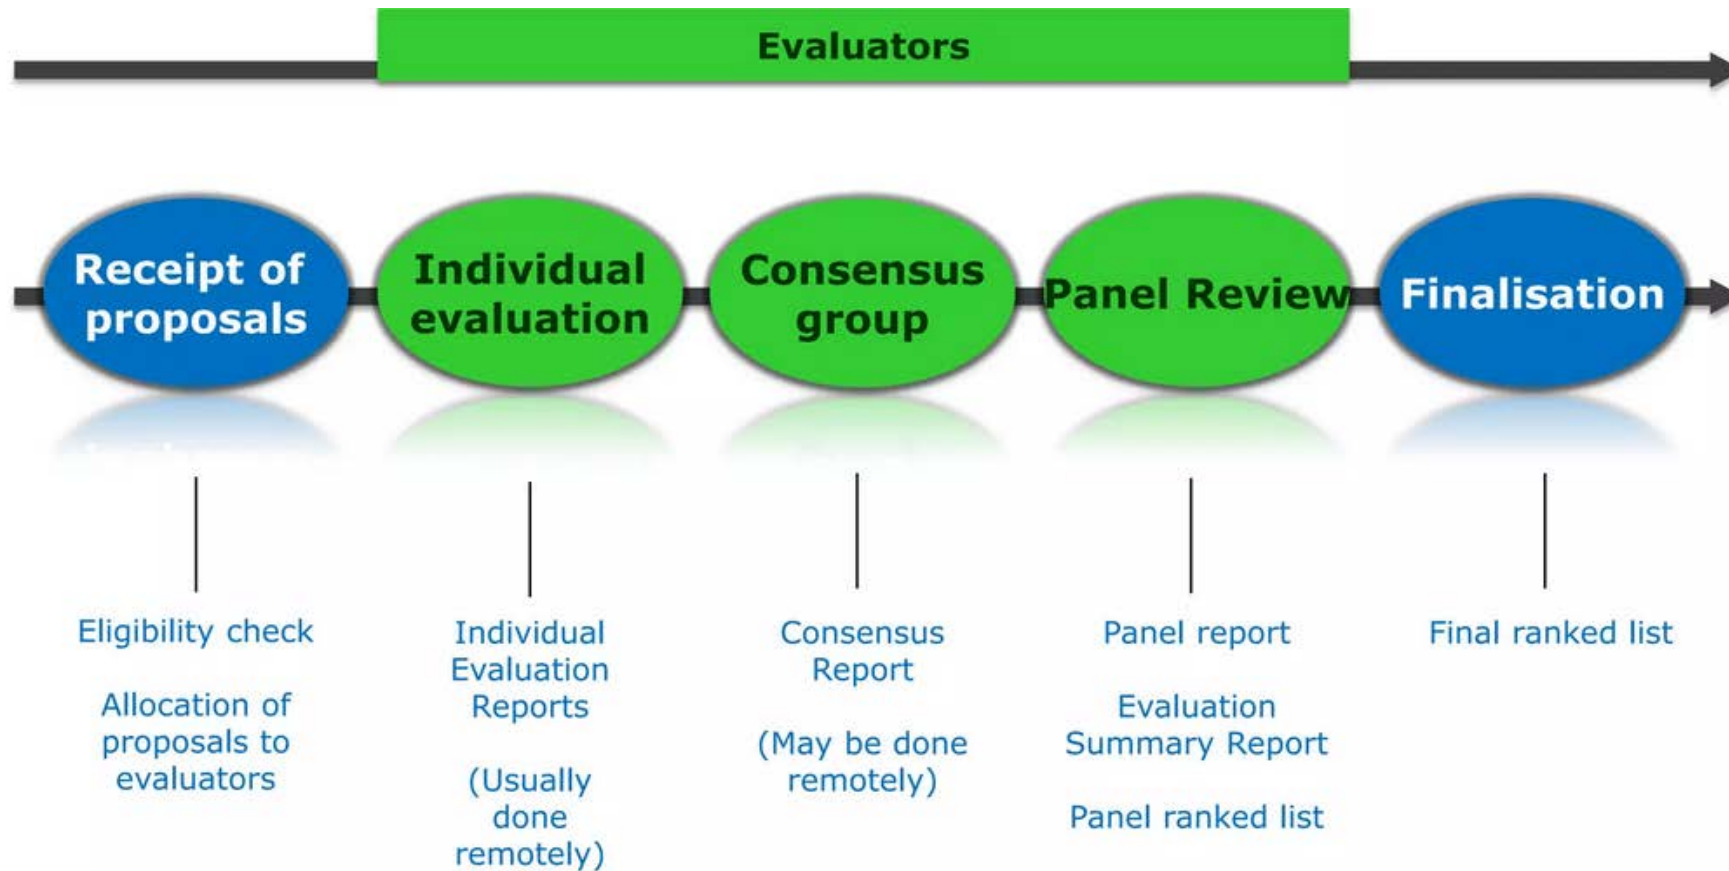 Evaluators
Receipt of
proposals
Individual
evaluation
Consensus
group
Panel Review
Finalisation
Eligibility check
Allocation of
proposals to
evaluators
Individual
Evaluation
Reports
(Usually
done
remotely)
Consensus
Report
(May be done
remotely)
Panel report
Evaluation
Summary Report
Panel ranked list
Final ranked list